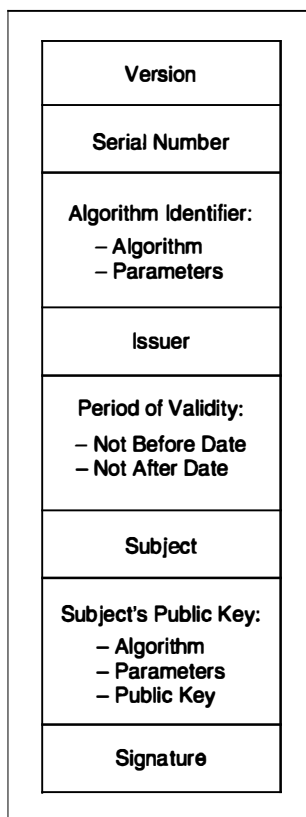 Version
Serial Number
Algorithm Identifier:
– Algorithm
– Parameters
Issuer
Period of Validity:
– Not Before Date
– Not After Date
Subject
Subject's Public Key:
– Algorithm
– Parameters
– Public Key
Signature